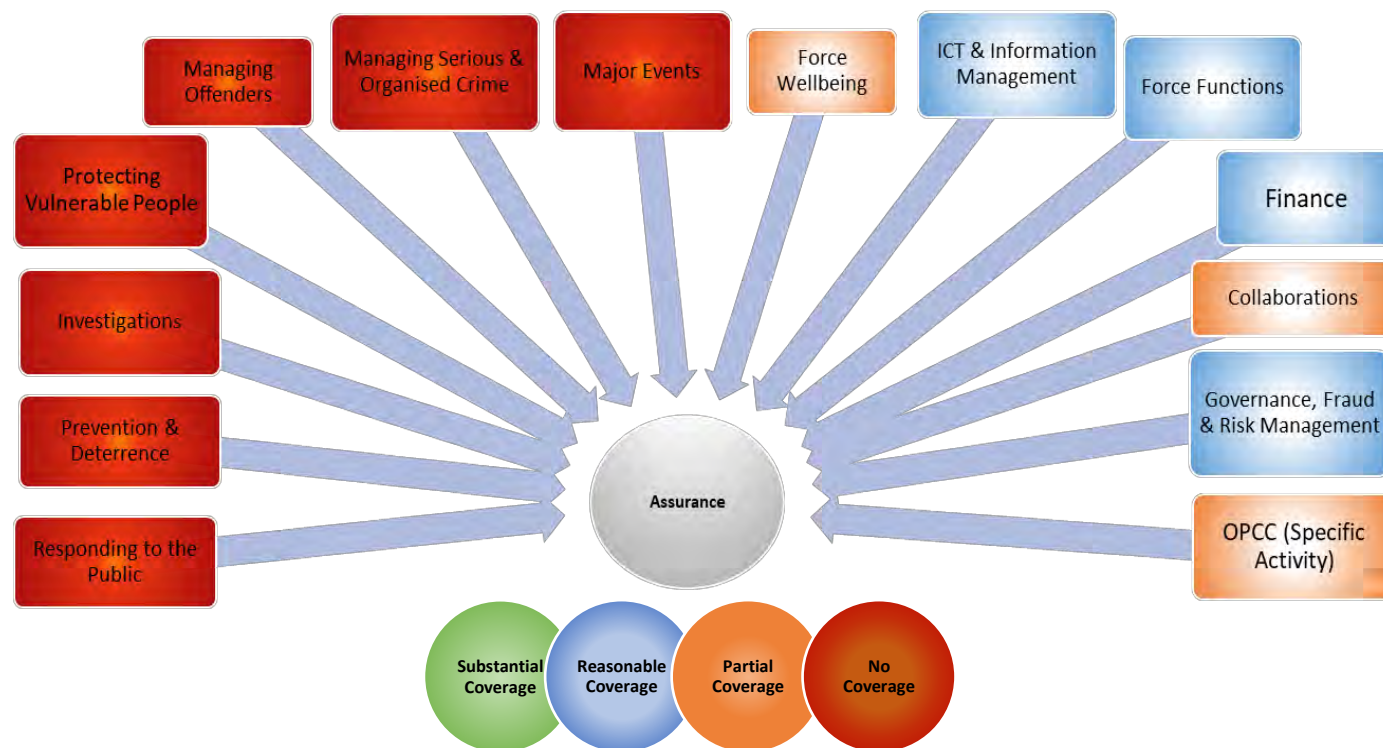 Managing
Offenders
Managing Serious &
Organised Crime
Major Events
Force
Wellbeing
ICT & Information
Management
Force Functions
Protecting
Vulnerable People
Finance
Investigations
Collaborations
Prevention &
Deterrence
Governance, Fraud
& Risk Management
Responding to the
Public
OPCC (Specific
Activity)
Assurance
Substantial
Coverage
Reasonable
Coverage
Partial
Coverage
No
Coverage